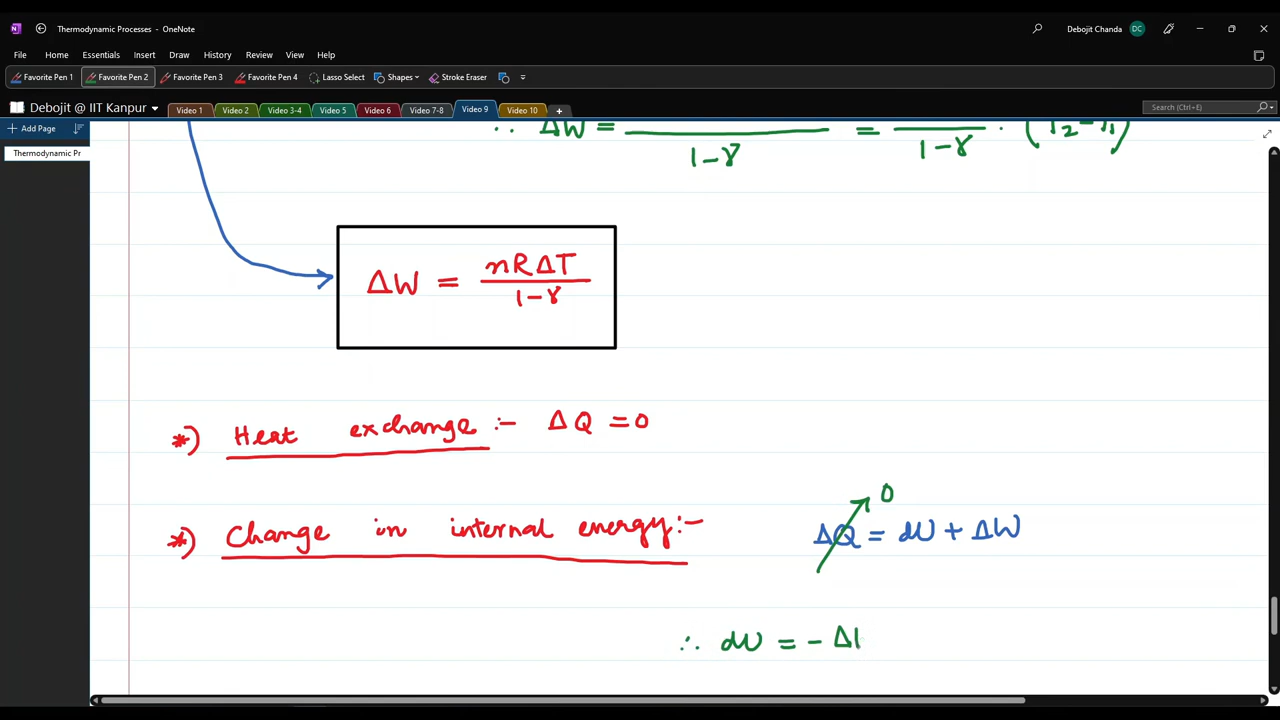 Thermodynamic Processes - OneNote
Debojit Chanda DC
File Home Essentials Insert Draw History Review View Help
Favorite Pen 1 Favorite Pen 2 Favorite Pen 3 Favorite Pen 4 Lasso Select Shapes Stroke Eraser
Debojit @ IIT Kanpur Video 1 Video 2 Video 3-4 Video 5 Video 6 Video 7-8 Video 9 Video 10 + Search (Ctrl+E)
+ Add Page
Thermodynamic Pr
∴ ΔW = ―/(1-γ) = ―/(1-γ) · (T₂-T₁)
ΔW = nRΔT/(1-γ)
*) Heat exchange :- ΔQ = 0
*) Change in internal energy :-
0
ΔQ = dU + ΔW
∴ dU = - Δ